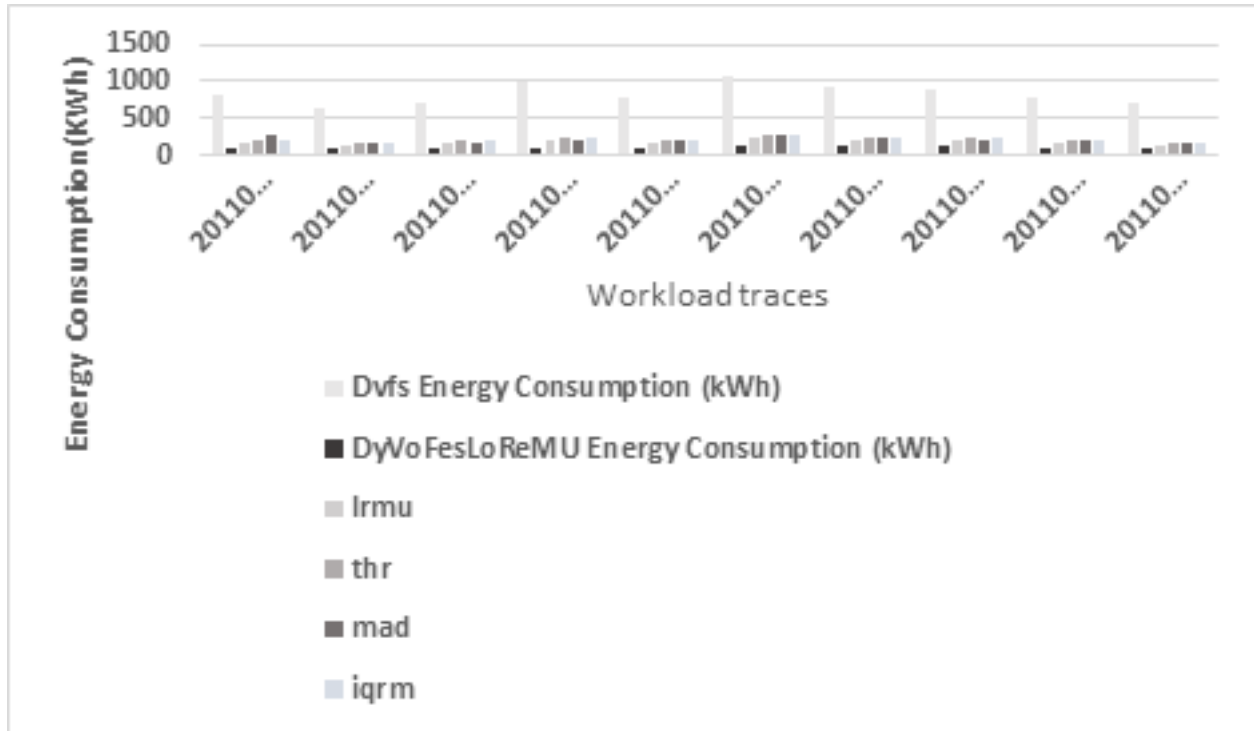 Energy Consumption(KWh)
1500
1000
500
0
20110...
20110...
20110...
20110...
20110...
20110...
20110...
20110...
20110...
20110...
Workload traces
Dvfs Energy Consumption (kWh)
DyVoFesLoReMU Energy Consumption (kWh)
lrmu
thr
mad
iqrm